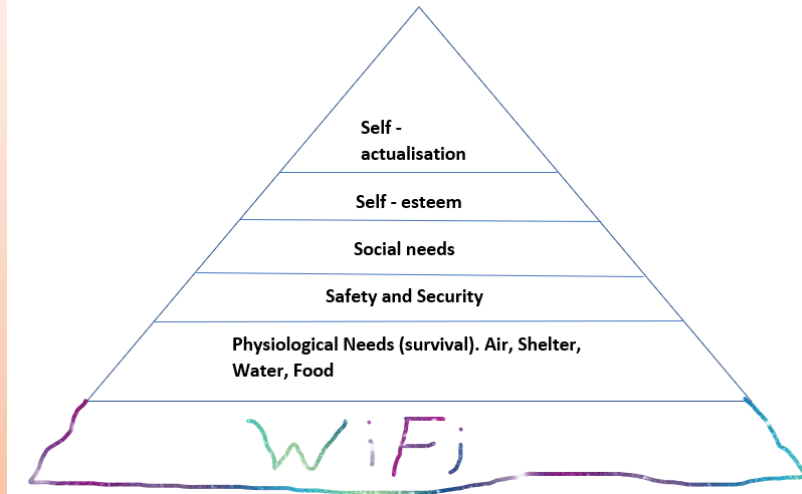 Self -
actualisation
Self - esteem
Social needs
Safety and Security
Physiological Needs (survival). Air, Shelter,
Water, Food
WiFi